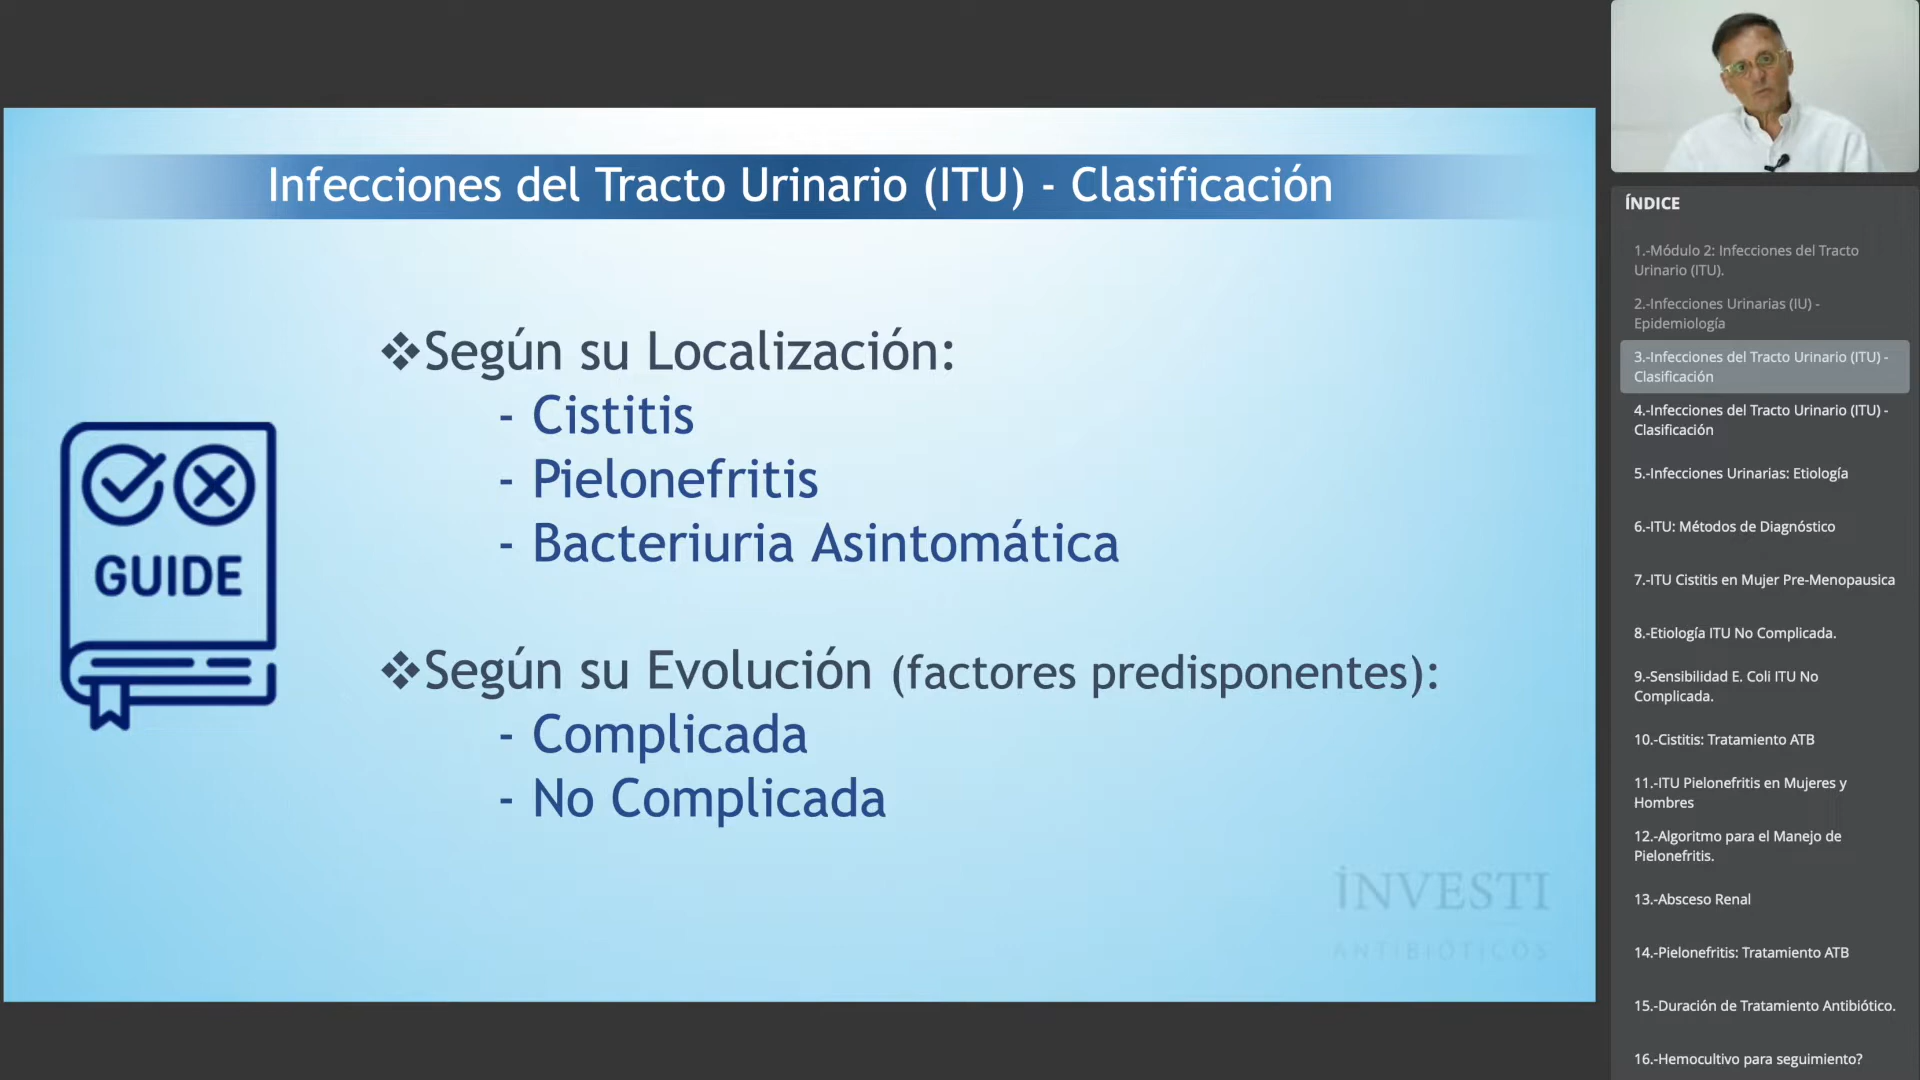 Infecciones del Tracto Urinario (ITU) - Clasificación
❖Según su Localización:
- Cistitis
- Pielonefritis
- Bacteriuria Asintomática
GUIDE
❖Según su Evolución (factores predisponentes):
- Complicada
- No Complicada
iNVESTI
ANTIBIÓTICOS
ÍNDICE
1.-Módulo 2: Infecciones del Tracto
Urinario (ITU).
2.-Infecciones Urinarias (IU) -
Epidemiología
3.-Infecciones del Tracto Urinario (ITU) -
Clasificación
4.-Infecciones del Tracto Urinario (ITU) -
Clasificación
5.-Infecciones Urinarias: Etiología
6.-ITU: Métodos de Diagnóstico
7.-ITU Cistitis en Mujer Pre-Menopausica
8.-Etiología ITU No Complicada.
9.-Sensibilidad E. Coli ITU No
Complicada.
10.-Cistitis: Tratamiento ATB
11.-ITU Pielonefritis en Mujeres y
Hombres
12.-Algoritmo para el Manejo de
Pielonefritis.
13.-Absceso Renal
14.-Pielonefritis: Tratamiento ATB
15.-Duración de Tratamiento Antibiótico.
16.-Hemocultivo para seguimiento?